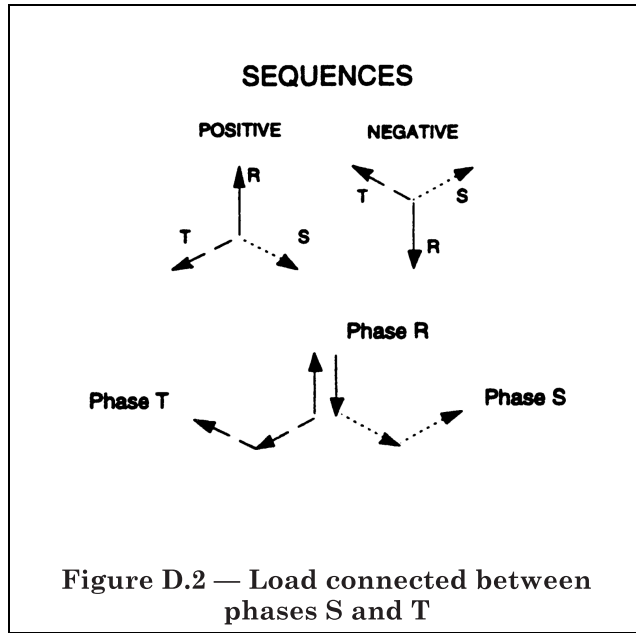 SEQUENCES
POSITIVE NEGATIVE
R
T S
T S
R
Phase R
Phase T
Phase S
Figure D.2 — Load connected between
phases S and T